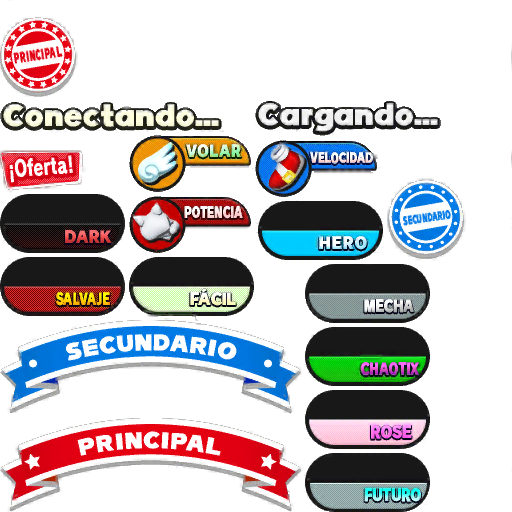 PRINCIPAL
Conectando...
Cargando...
¡Oferta!
VOLAR
VELOCIDAD
DARK
POTENCIA
HERO
SECUNDARIO
SALVAJE
FÁCIL
MECHA
SECUNDARIO
CHAOTIX
PRINCIPAL
ROSE
FUTURO